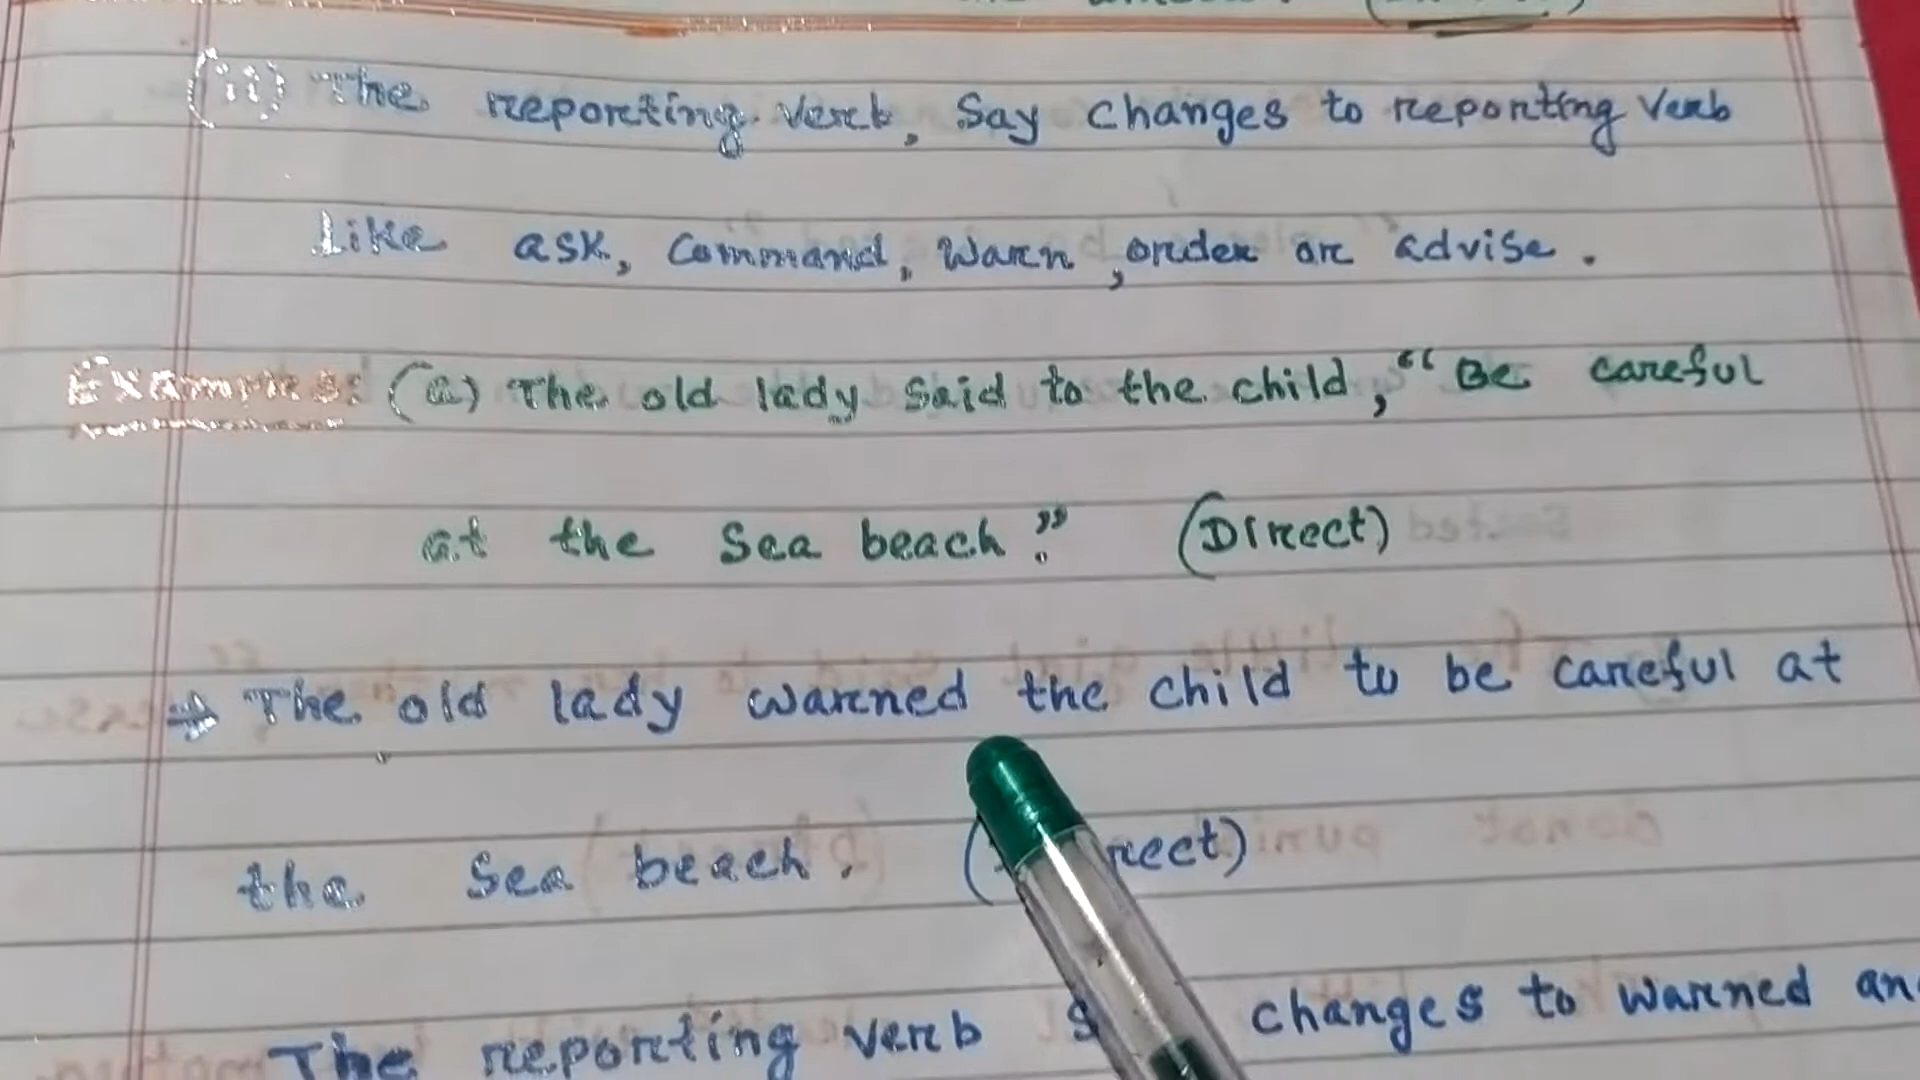 (ii) The reporting verb, Say changes to reporting verb
like ask, command, warn, order or advise.
Examples: (a) The old lady said to the child, "Be careful
at the sea beach." (Direct)
⇒ The old lady warned the child to be careful at
the sea beach.
The reporting verb changes to warned